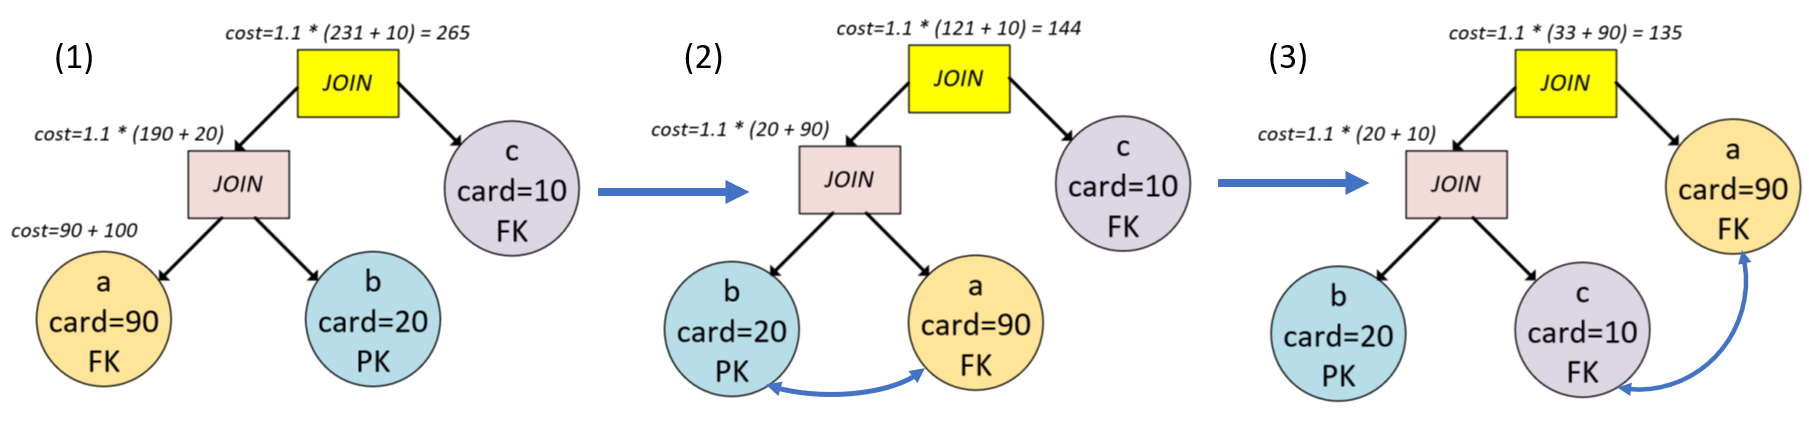 (1)
cost=1.1 * (231 + 10) = 265
JOIN
cost=1.1 * (190 + 20)
JOIN
c
card=10
FK
cost=90 + 100
a
card=90
FK
b
card=20
PK
(2)
cost=1.1 * (121 + 10) = 144
JOIN
cost=1.1 * (20 + 90)
JOIN
c
card=10
FK
b
card=20
PK
a
card=90
FK
(3)
cost=1.1 * (33 + 90) = 135
JOIN
cost=1.1 * (20 + 10)
JOIN
a
card=90
FK
b
card=20
PK
c
card=10
FK